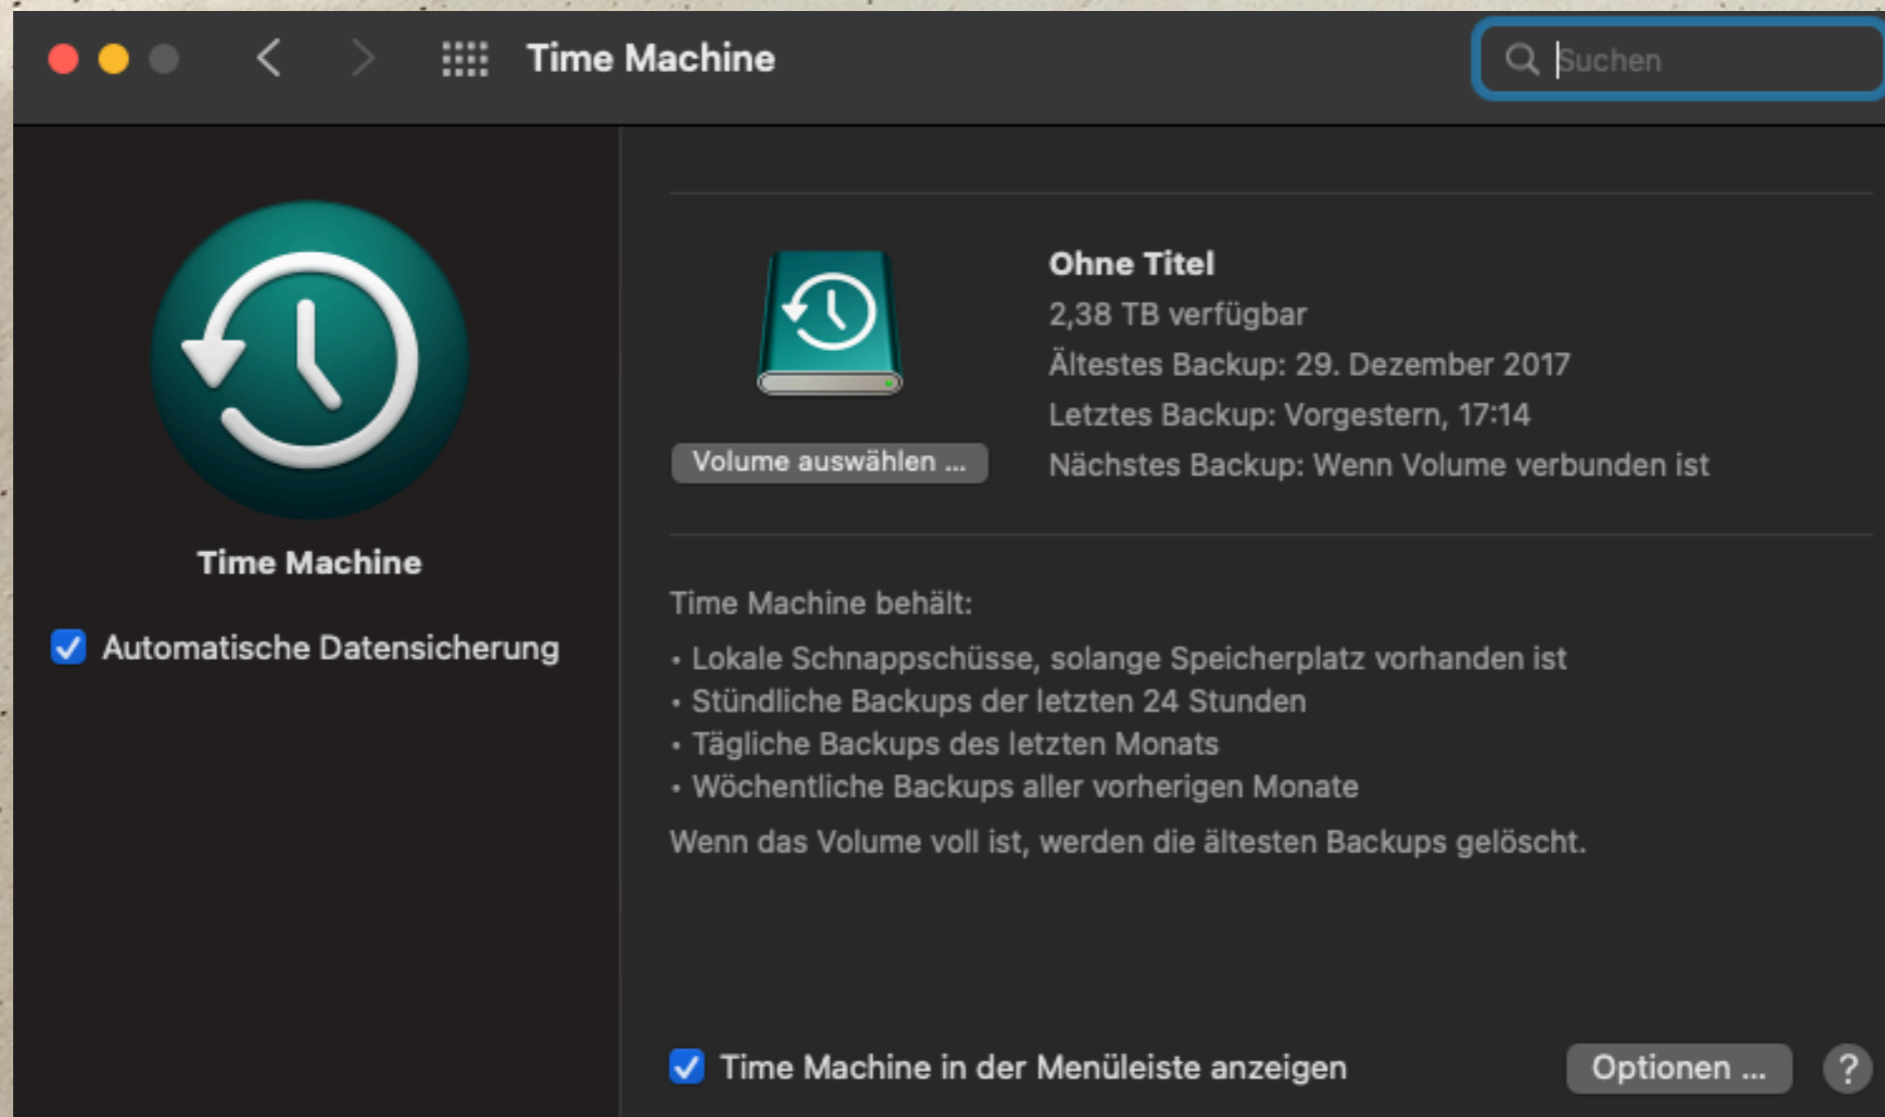 Time Machine
Suchen
Time Machine
Automatische Datensicherung
Volume auswählen ...
Ohne Titel
2,38 TB verfügbar
Ältestes Backup: 29. Dezember 2017
Letztes Backup: Vorgestern, 17:14
Nächstes Backup: Wenn Volume verbunden ist
Time Machine behält:
• Lokale Schnappschüsse, solange Speicherplatz vorhanden ist
• Stündliche Backups der letzten 24 Stunden
• Tägliche Backups des letzten Monats
• Wöchentliche Backups aller vorherigen Monate
Wenn das Volume voll ist, werden die ältesten Backups gelöscht.
Time Machine in der Menüleiste anzeigen
Optionen ...
?